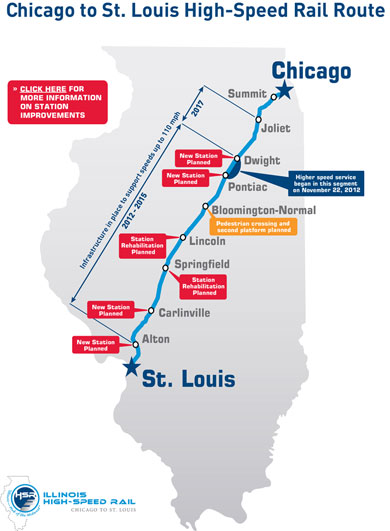 Chicago to St. Louis High-Speed Rail Route
» CLICK HERE FOR
MORE INFORMATION
ON STATION
IMPROVEMENTS
Infrastructure in place to support speeds up to 110 mph
2012 - 2015
2017
Chicago
Summit
Joliet
New Station
Planned
Dwight
New Station
Planned
Pontiac
Higher speed service
began in this segment
on November 22, 2012
Bloomington-Normal
Pedestrian crossing and
second platform planned
Station
Rehabilitation
Planned
Lincoln
Springfield
Station
Rehabilitation
Planned
New Station
Planned
Carlinville
New Station
Planned
Alton
St. Louis
HSR
ILLINOIS
HIGH-SPEED RAIL
CHICAGO TO ST. LOUIS